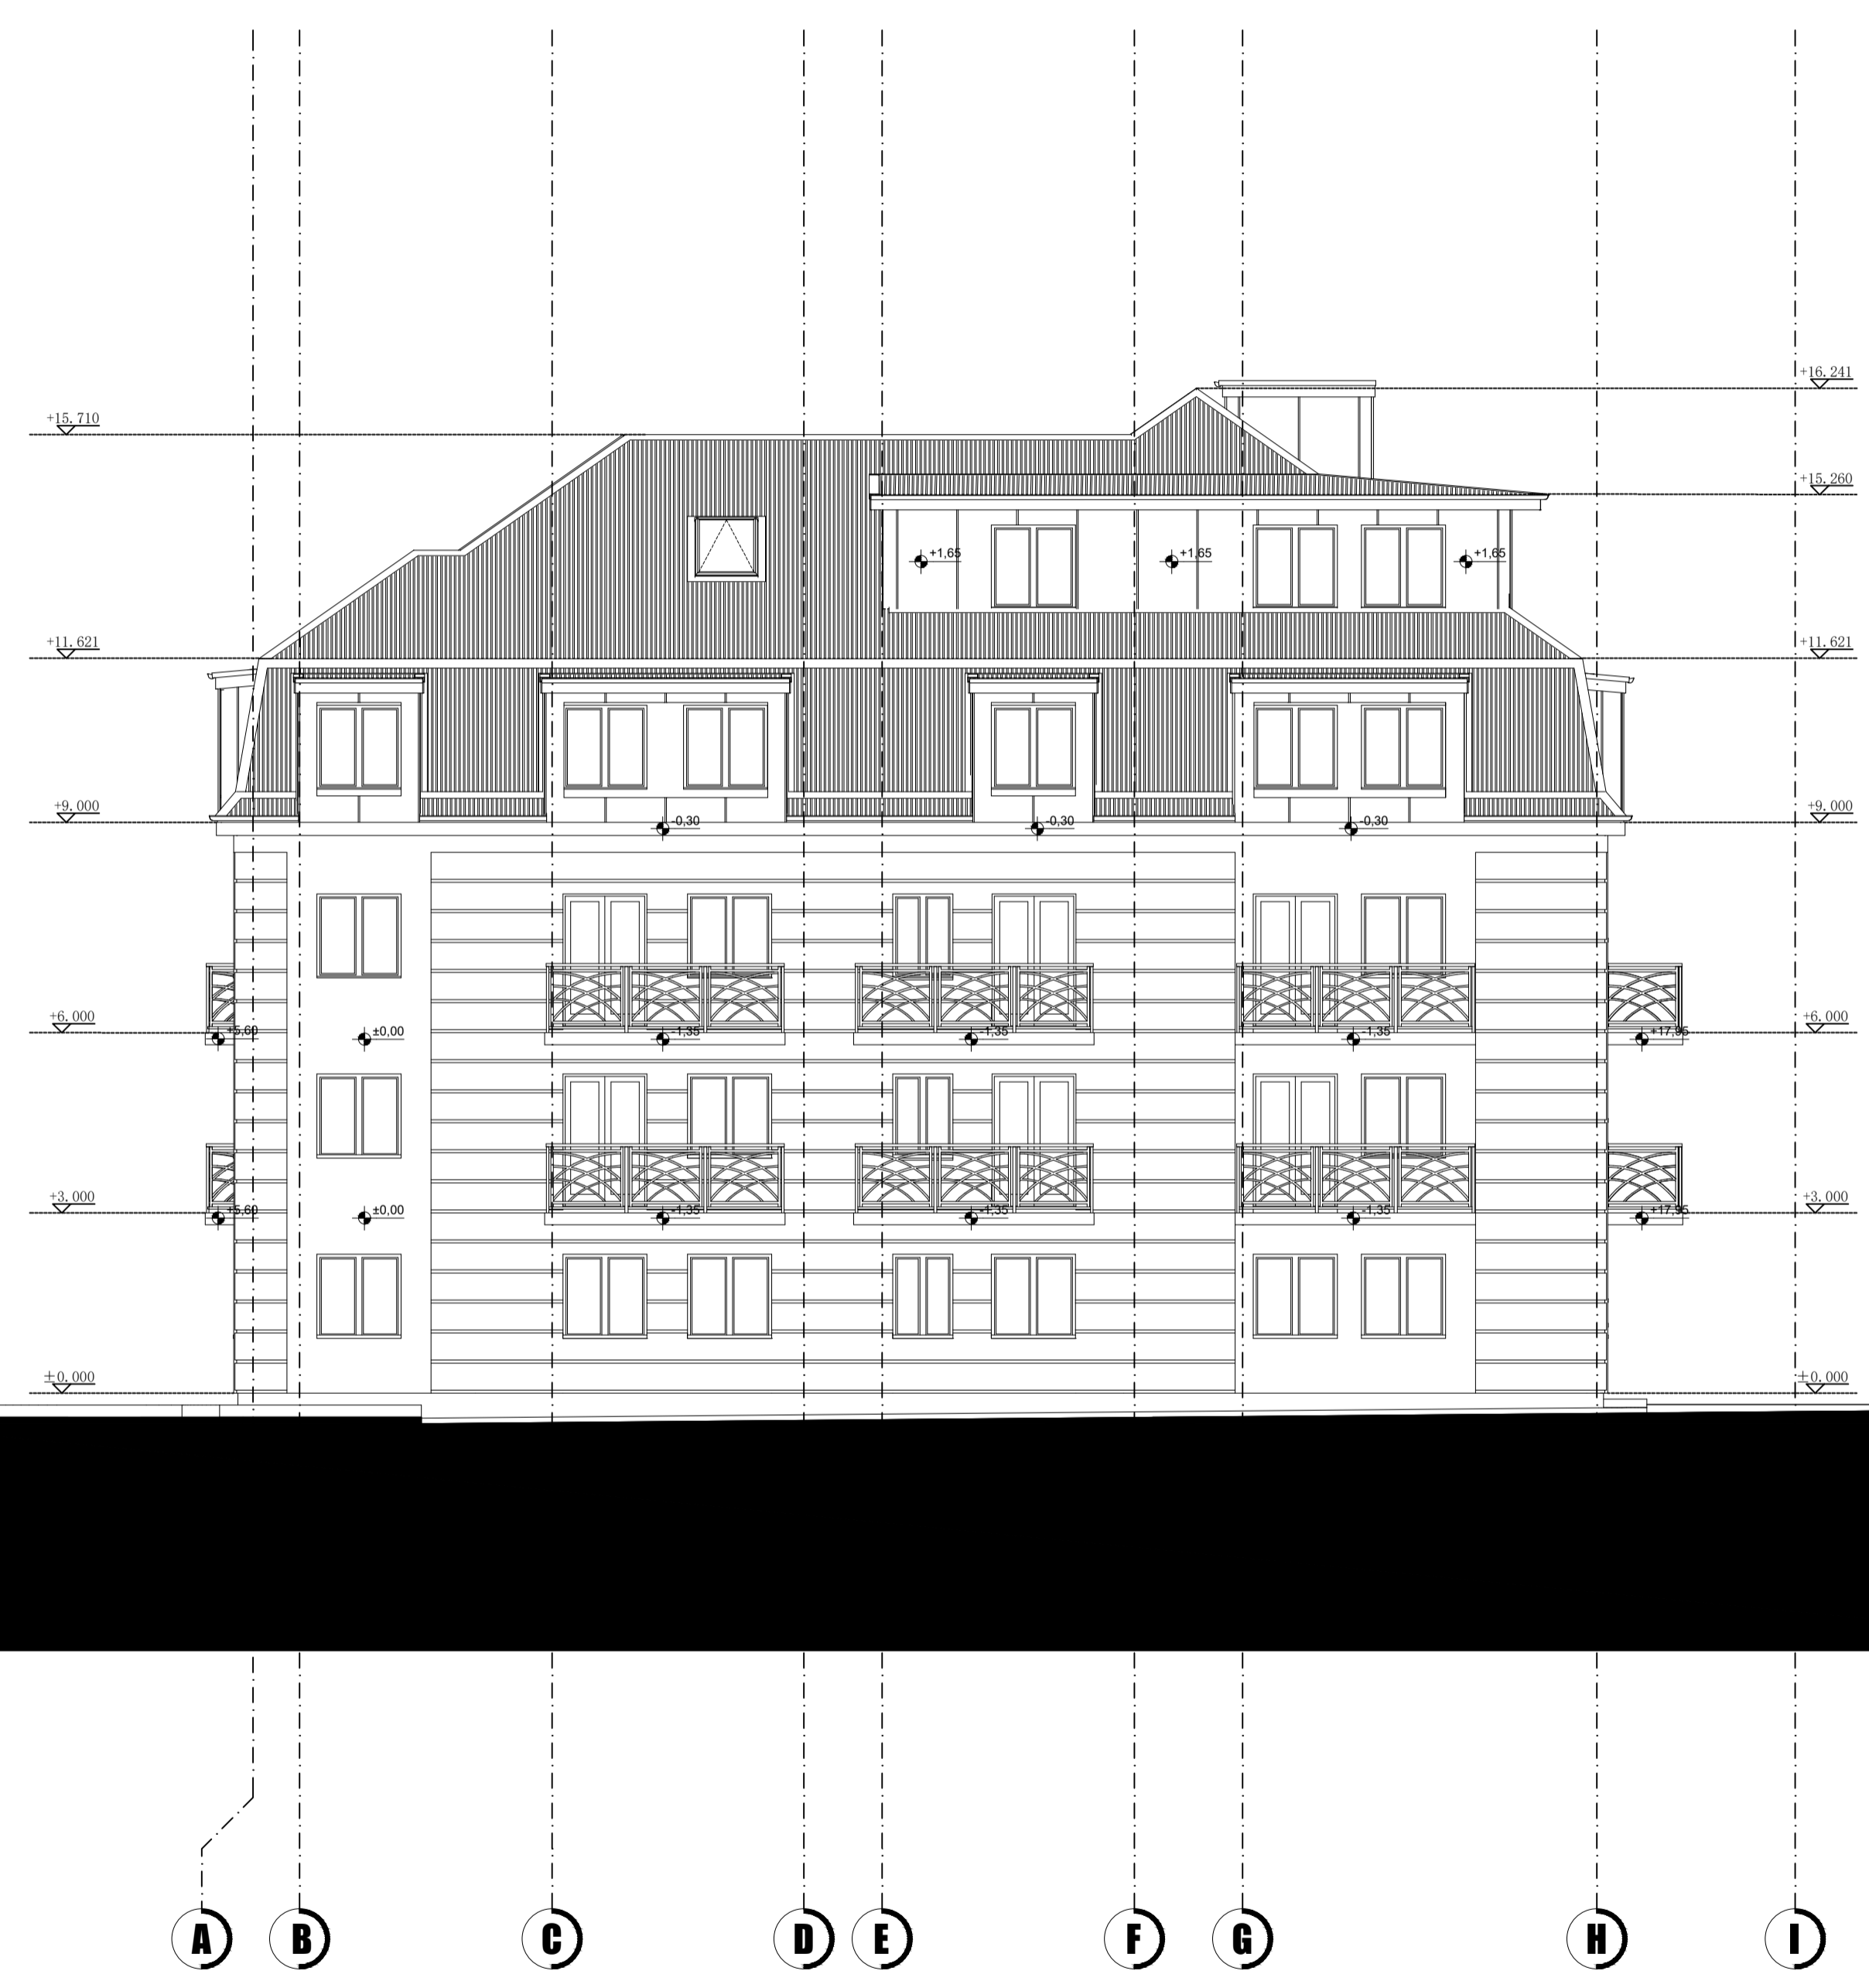 +16.241
+15.710
+15.260
+1,65 +1,65 +1,65
+11.621 +11.621
+9.000 +9.000
-0,30 -0,30 -0,30
+6.000 +6.000
+5,60 ±0,00 -1,35 -1,35 -1,35 +17,95
+3.000 +3.000
+5,60 ±0,00 -1,35 -1,35 -1,35 +17,95
±0.000 ±0.000
A B C D E F G H I